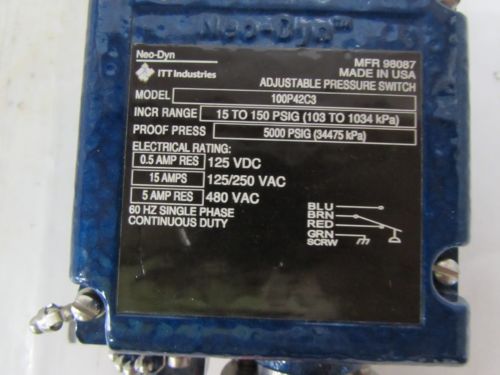 Neo-Dyn™
Neo-Dyn
ITT Industries
MFR 98087
MADE IN USA
ADJUSTABLE PRESSURE SWITCH
MODEL 100P42C3
INCR RANGE 15 TO 150 PSIG (103 TO 1034 kPa)
PROOF PRESS 5000 PSIG (34475 kPa)
ELECTRICAL RATING:
0.5 AMP RES 125 VDC
15 AMPS 125/250 VAC
5 AMP RES 480 VAC
60 HZ SINGLE PHASE
CONTINUOUS DUTY
BLU
BRN
RED
GRN
SCRW